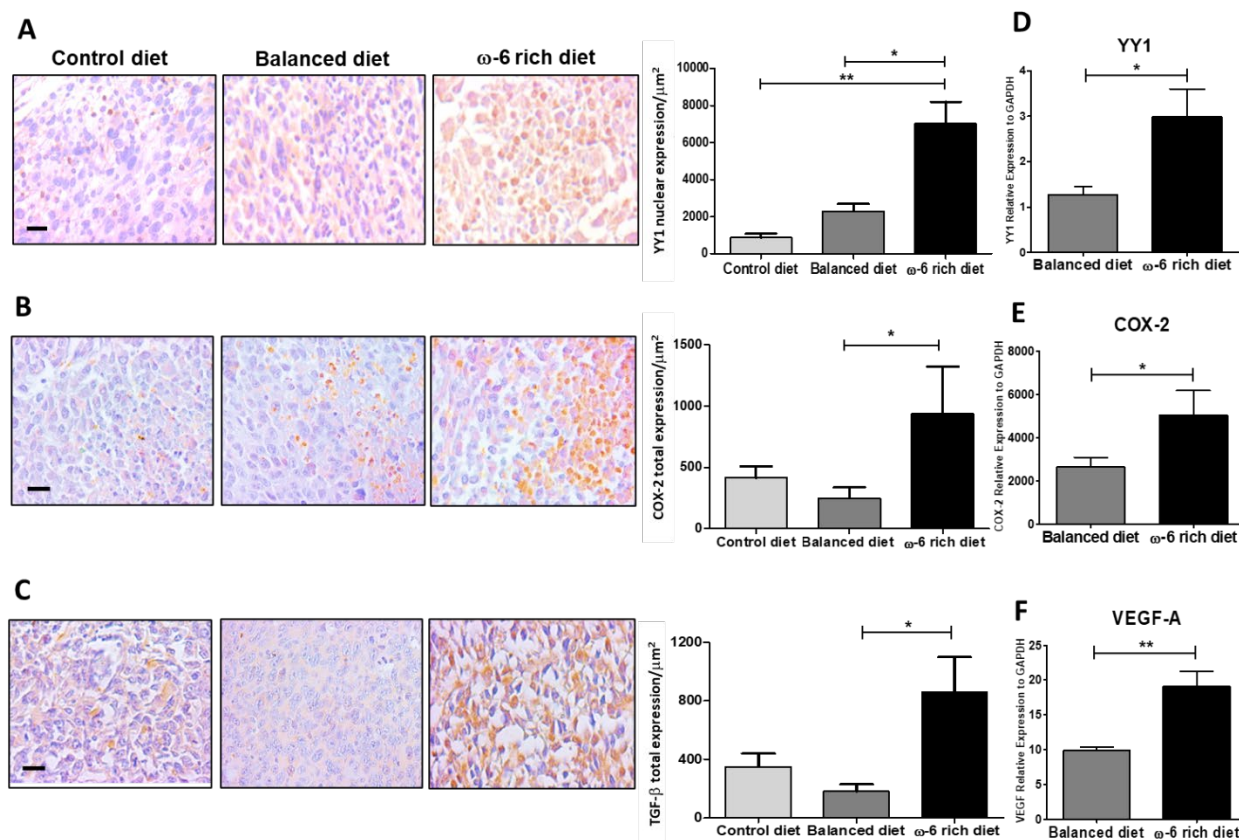 A
Control diet
Balanced diet
ω-6 rich diet
YY1 nuclear expression/μm²
10000
8000
6000
4000
2000
0
*
**
Control diet
Balanced diet
ω-6 rich diet
D
YY1
YY1 Relative Expression to GAPDH
4
3
2
1
0
*
Balanced diet
ω-6 rich diet
B
COX-2 total expression/μm²
1500
1000
500
0
*
Control diet
Balanced diet
ω-6 rich diet
E
COX-2
COX-2 Relative Expression to GAPDH
8000
6000
4000
2000
0
*
Balanced diet
ω-6 rich diet
C
TGF-β total expression/μm²
1200
800
400
0
*
Control diet
Balanced diet
ω-6 rich diet
F
VEGF-A
VEGF Relative Expression to GAPDH
25
20
15
10
5
0
**
Balanced diet
ω-6 rich diet